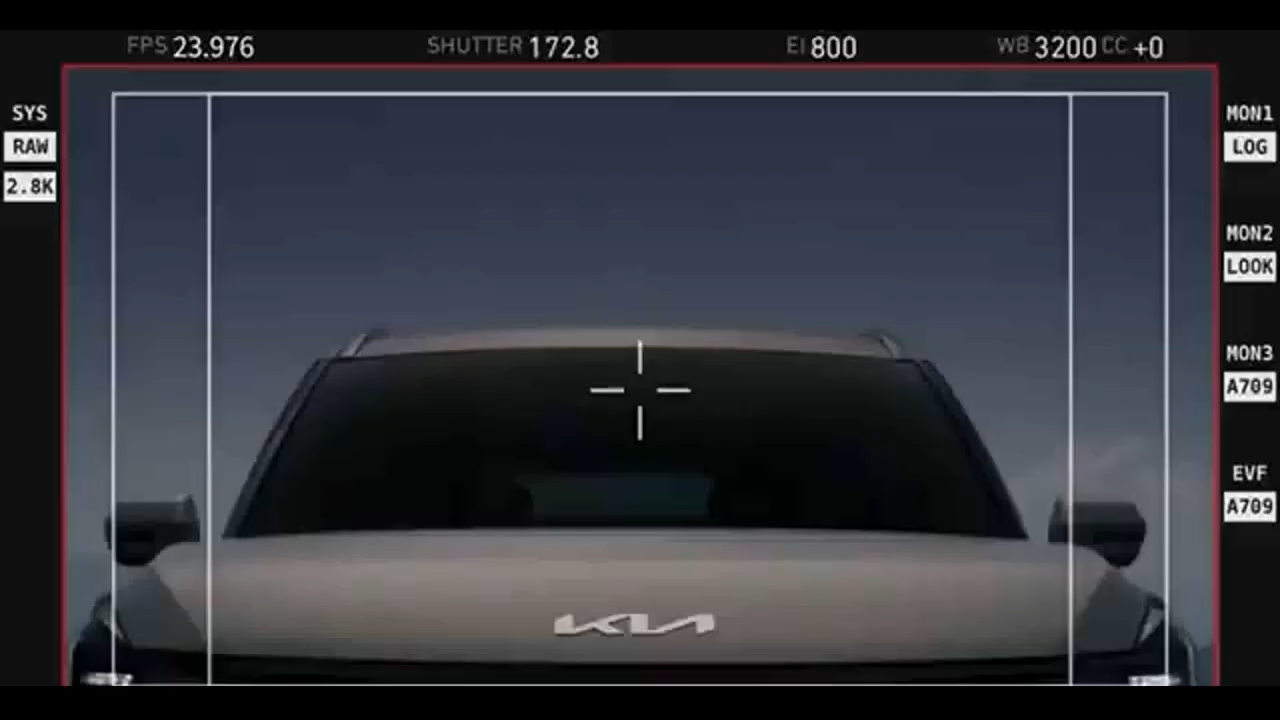 FPS 23.976 SHUTTER 172.8 EI 800 WB 3200 CC +0
SYS
RAW
2.8K
MON1
LOG
MON2
LOOK
MON3
A709
EVF
A709
KIA